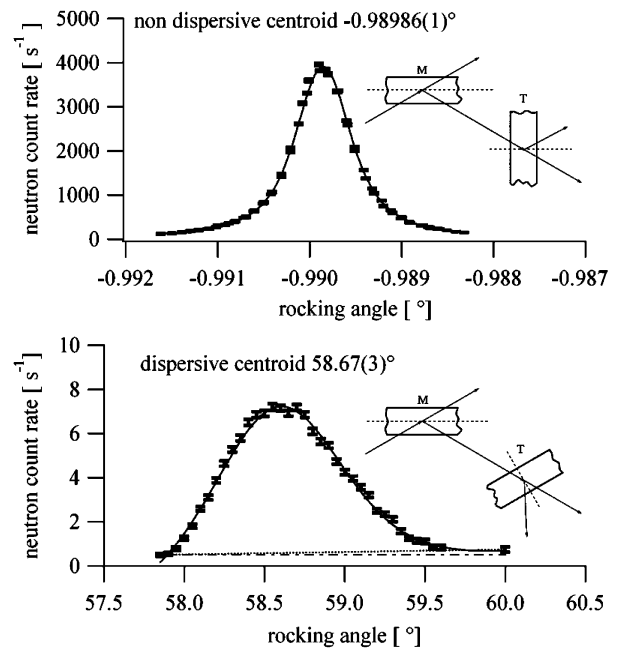 non dispersive centroid -0.98986(1)°
neutron count rate [ s⁻¹ ]
4000
3000
2000
1000
0
5000
M
T
-0.992 -0.991 -0.990 -0.989 -0.988 -0.987
rocking angle [ ° ]
dispersive centroid 58.67(3)°
neutron count rate [ s⁻¹ ]
10
8
6
4
2
0
M
T
57.5 58.0 58.5 59.0 59.5 60.0 60.5
rocking angle [ ° ]